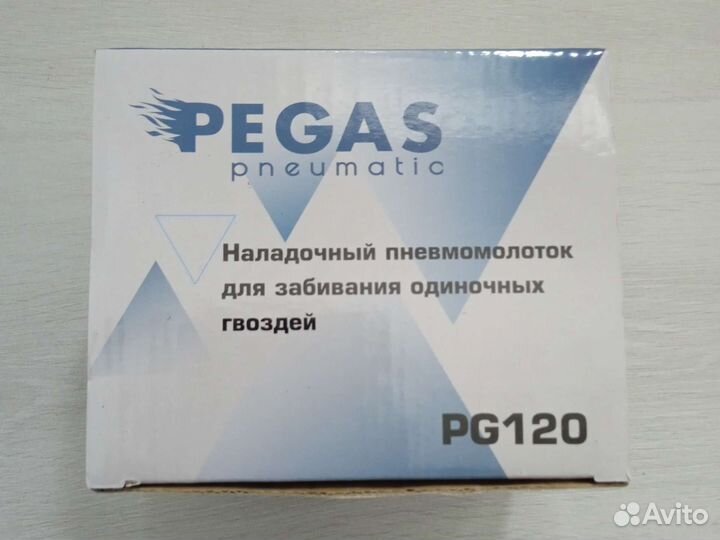 PEGAS
pneumatic
Наладочный пневмомолоток
для забивания одиночных
гвоздей
PG120
Avito